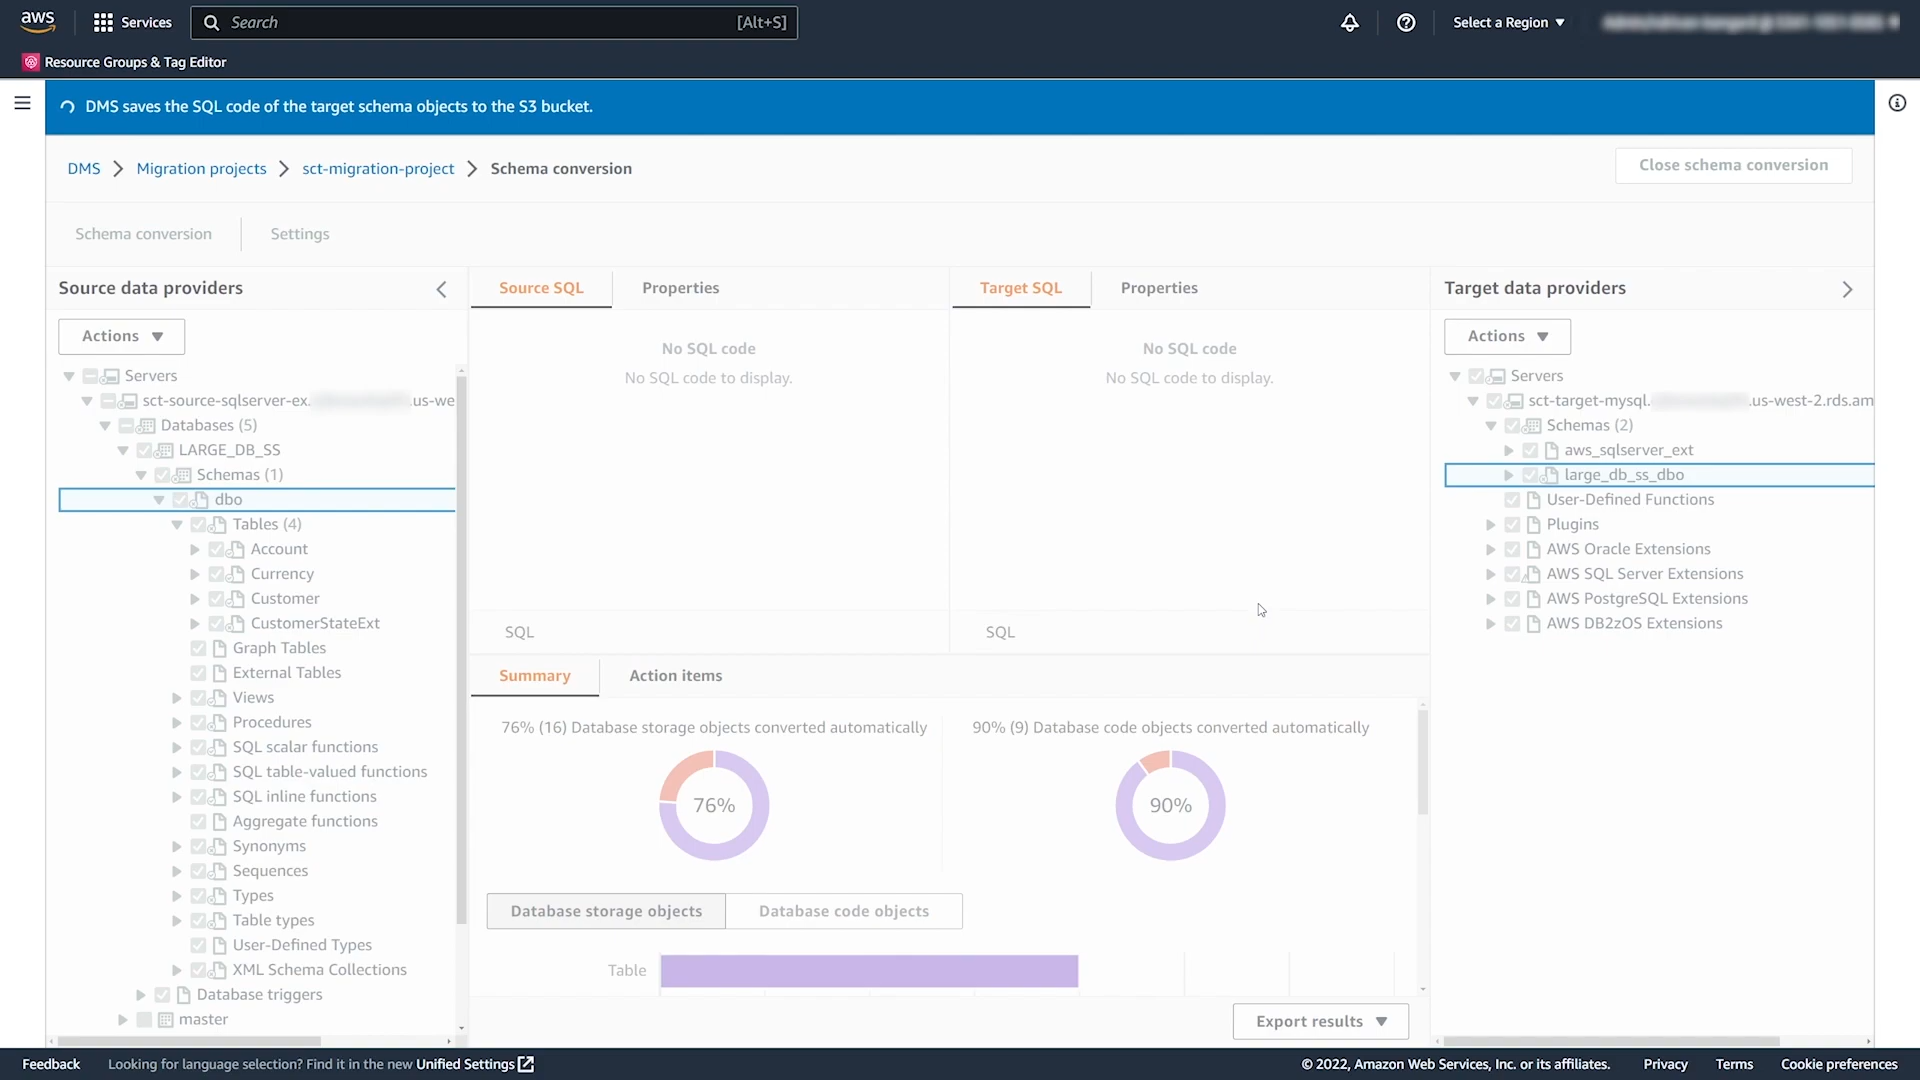 aws
Services
Search
[Alt+S]
Select a Region
Resource Groups & Tag Editor
DMS saves the SQL code of the target schema objects to the S3 bucket.
DMS
Migration projects
sct-migration-project
Schema conversion
Close schema conversion
Schema conversion
Settings
Source data providers
Actions
Servers
sct-source-sqlserver-ex. .us-we
Databases (5)
LARGE_DB_SS
Schemas (1)
dbo
Tables (4)
Account
Currency
Customer
CustomerStateExt
Graph Tables
External Tables
Views
Procedures
SQL scalar functions
SQL table-valued functions
SQL inline functions
Aggregate functions
Synonyms
Sequences
Types
Table types
User-Defined Types
XML Schema Collections
Database triggers
master
Source SQL
Properties
No SQL code
No SQL code to display.
SQL
Target SQL
Properties
No SQL code
No SQL code to display.
SQL
Summary
Action items
76% (16) Database storage objects converted automatically
76%
90% (9) Database code objects converted automatically
90%
Database storage objects
Database code objects
Table
Export results
Target data providers
Actions
Servers
sct-target-mysql. .us-west-2.rds.am
Schemas (2)
aws_sqlserver_ext
large_db_ss_dbo
User-Defined Functions
Plugins
AWS Oracle Extensions
AWS SQL Server Extensions
AWS PostgreSQL Extensions
AWS DB2zOS Extensions
Feedback
Looking for language selection? Find it in the new Unified Settings
© 2022, Amazon Web Services, Inc. or its affiliates.
Privacy
Terms
Cookie preferences